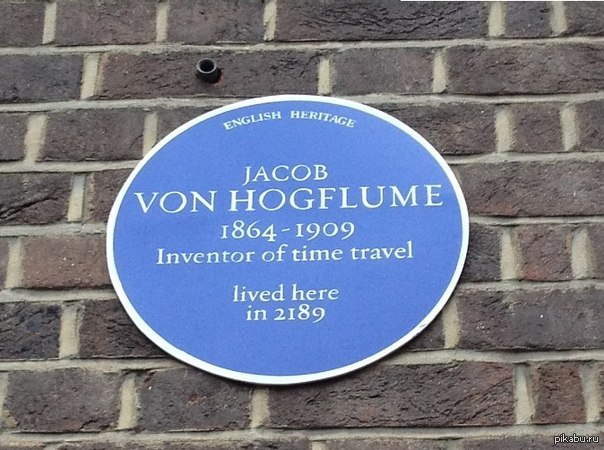 ENGLISH HERITAGE
JACOB
VON HOGFLUME
1864-1909
Inventor of time travel
lived here
in 2189
pikabu.ru